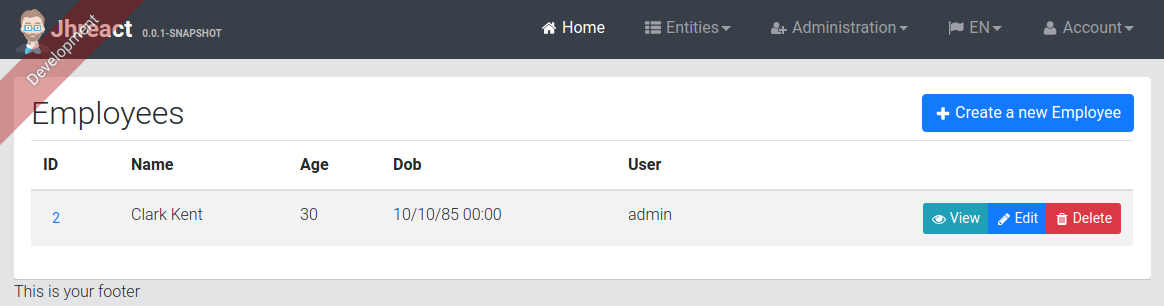 Jhreact 0.0.1-SNAPSHOT Home Entities Administration EN Account
Development
Employees Create a new Employee
ID Name Age Dob User
2 Clark Kent 30 10/10/85 00:00 admin View Edit Delete
This is your footer